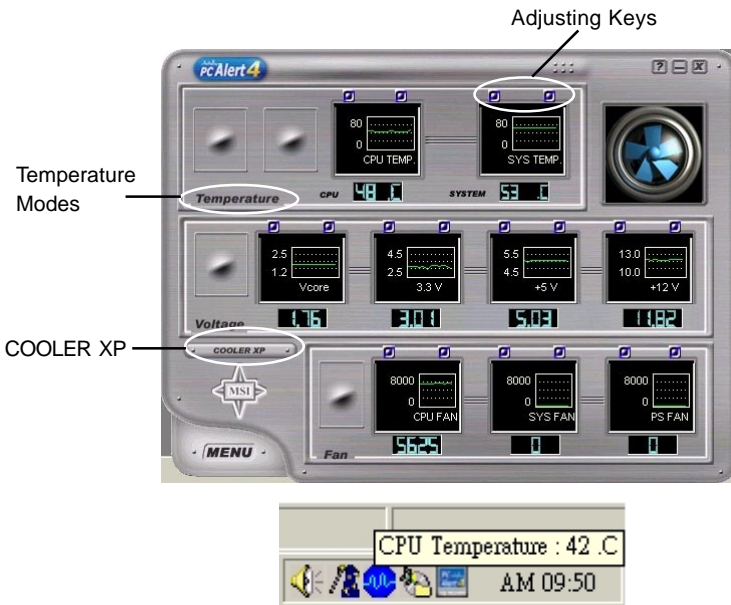 Adjusting Keys
PC Alert 4
? — X
80
0
CPU TEMP.
80
0
SYS TEMP.
Temperature
Modes
Temperature
CPU 48 .C
SYSTEM 53 .C
2.5
1.2
Vcore
4.5
2.5
3.3 V
5.5
4.5
+5 V
13.0
10.0
+12 V
Voltage
1.76
3.01
5.03
11.82
COOLER XP
COOLER XP
MSI
8000
0
CPU FAN
8000
0
SYS FAN
8000
0
PS FAN
MENU
Fan
5625
0
0
CPU Temperature : 42 .C
AM 09:50